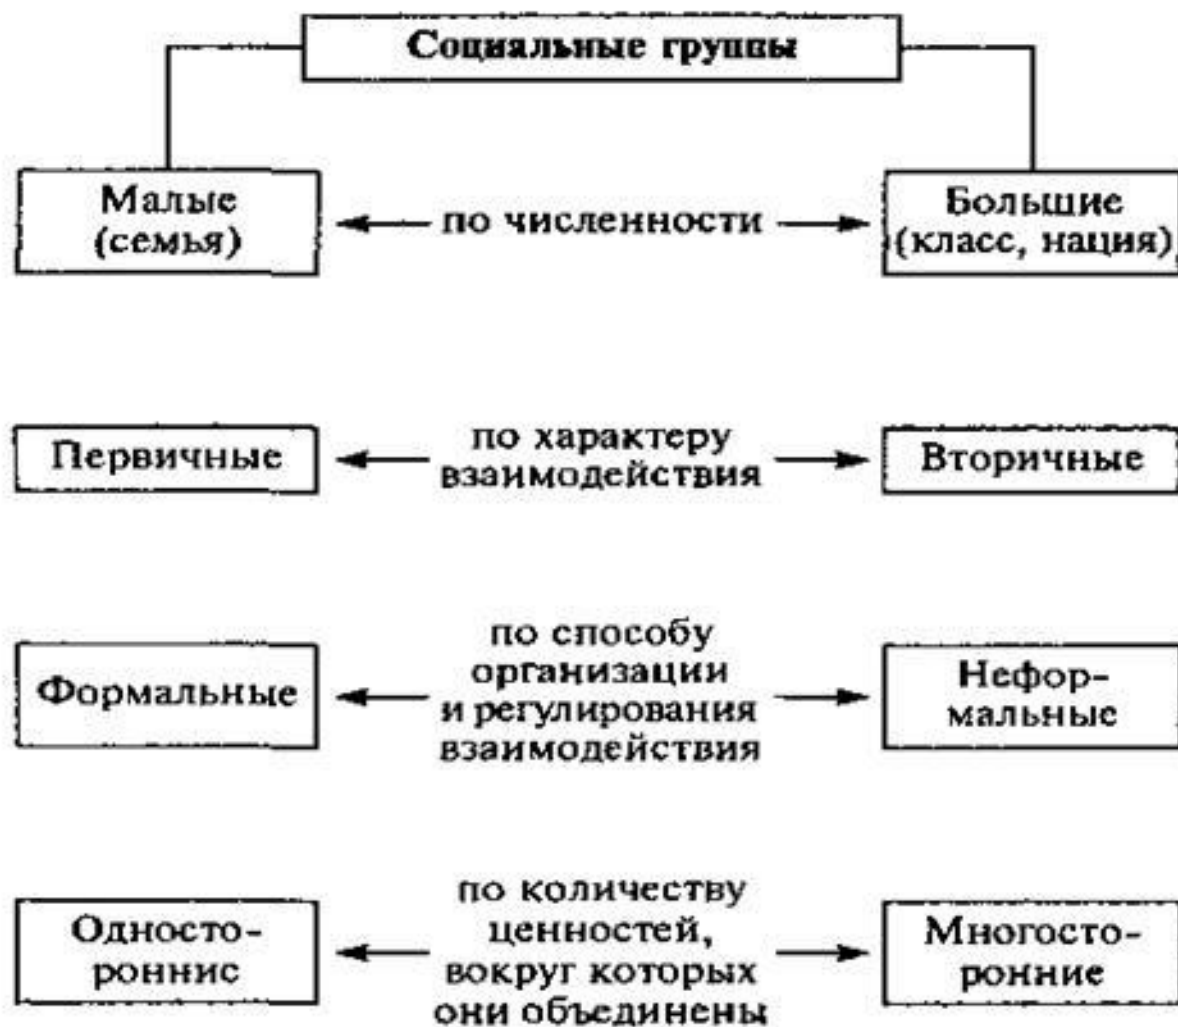 Социальные группы
Малые
(семья)
по численности
Большие
(класс, нация)
Первичные
по характеру
взаимодействия
Вторичные
Формальные
по способу
организации
и регулирования
взаимодействия
Нефор-
мальные
Односто-
ронние
по количеству
ценностей,
вокруг которых
они объединены
Многосто-
ронние